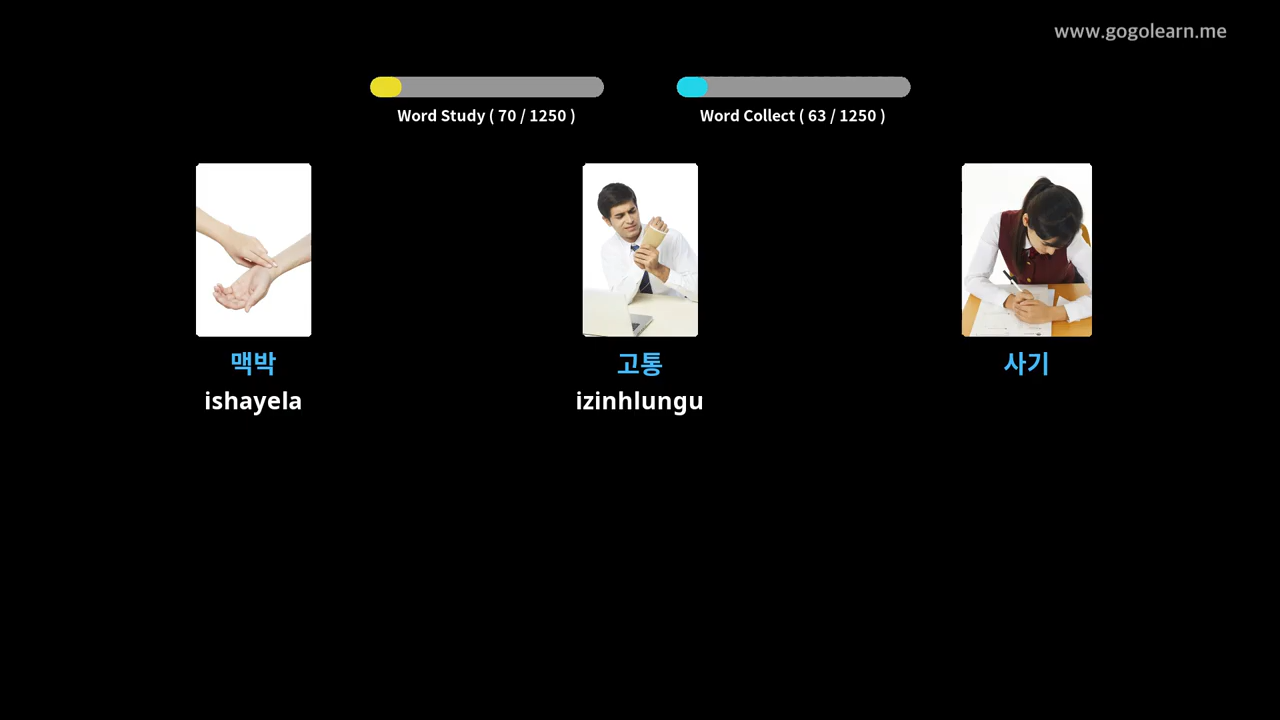 www.gogolearn.me
Word Study ( 70 / 1250 )
Word Collect ( 63 / 1250 )
맥박
고통
사기
ishayela
izinhlungu